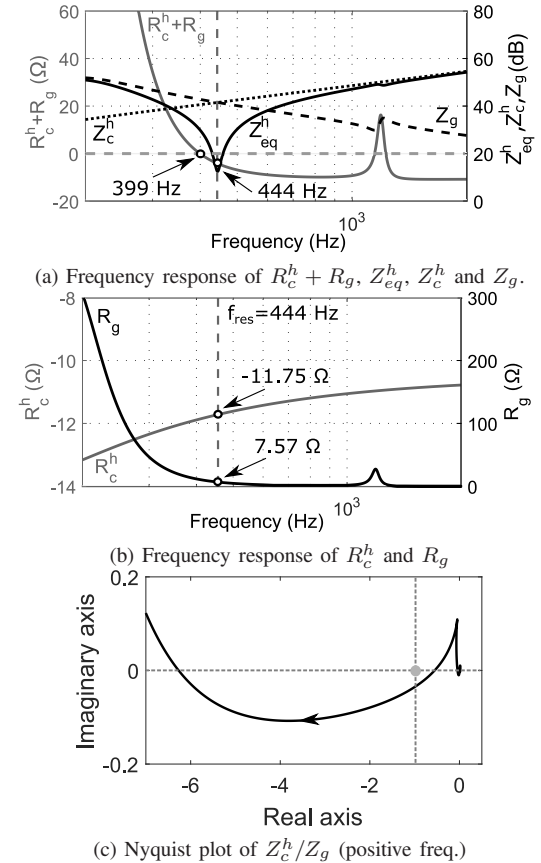 R_c^h+R_g
60
40
20
0
-20
R_c^h+R_g (Ω)
Z_c^h
Z_eq^h
Z_g
399 Hz
444 Hz
80
60
40
20
0
Z_eq^h,Z_c^h,Z_g(dB)
10^3
Frequency (Hz)
(a) Frequency response of R_c^h + R_g, Z_eq^h, Z_c^h and Z_g.
-8
-10
-12
-14
R_c^h (Ω)
R_g
f_res=444 Hz
-11.75 Ω
7.57 Ω
R_c^h
300
200
100
0
R_g (Ω)
10^3
Frequency (Hz)
(b) Frequency response of R_c^h and R_g
0.2
0
-0.2
Imaginary axis
-6
-4
-2
0
Real axis
(c) Nyquist plot of Z_c^h/Z_g (positive freq.)